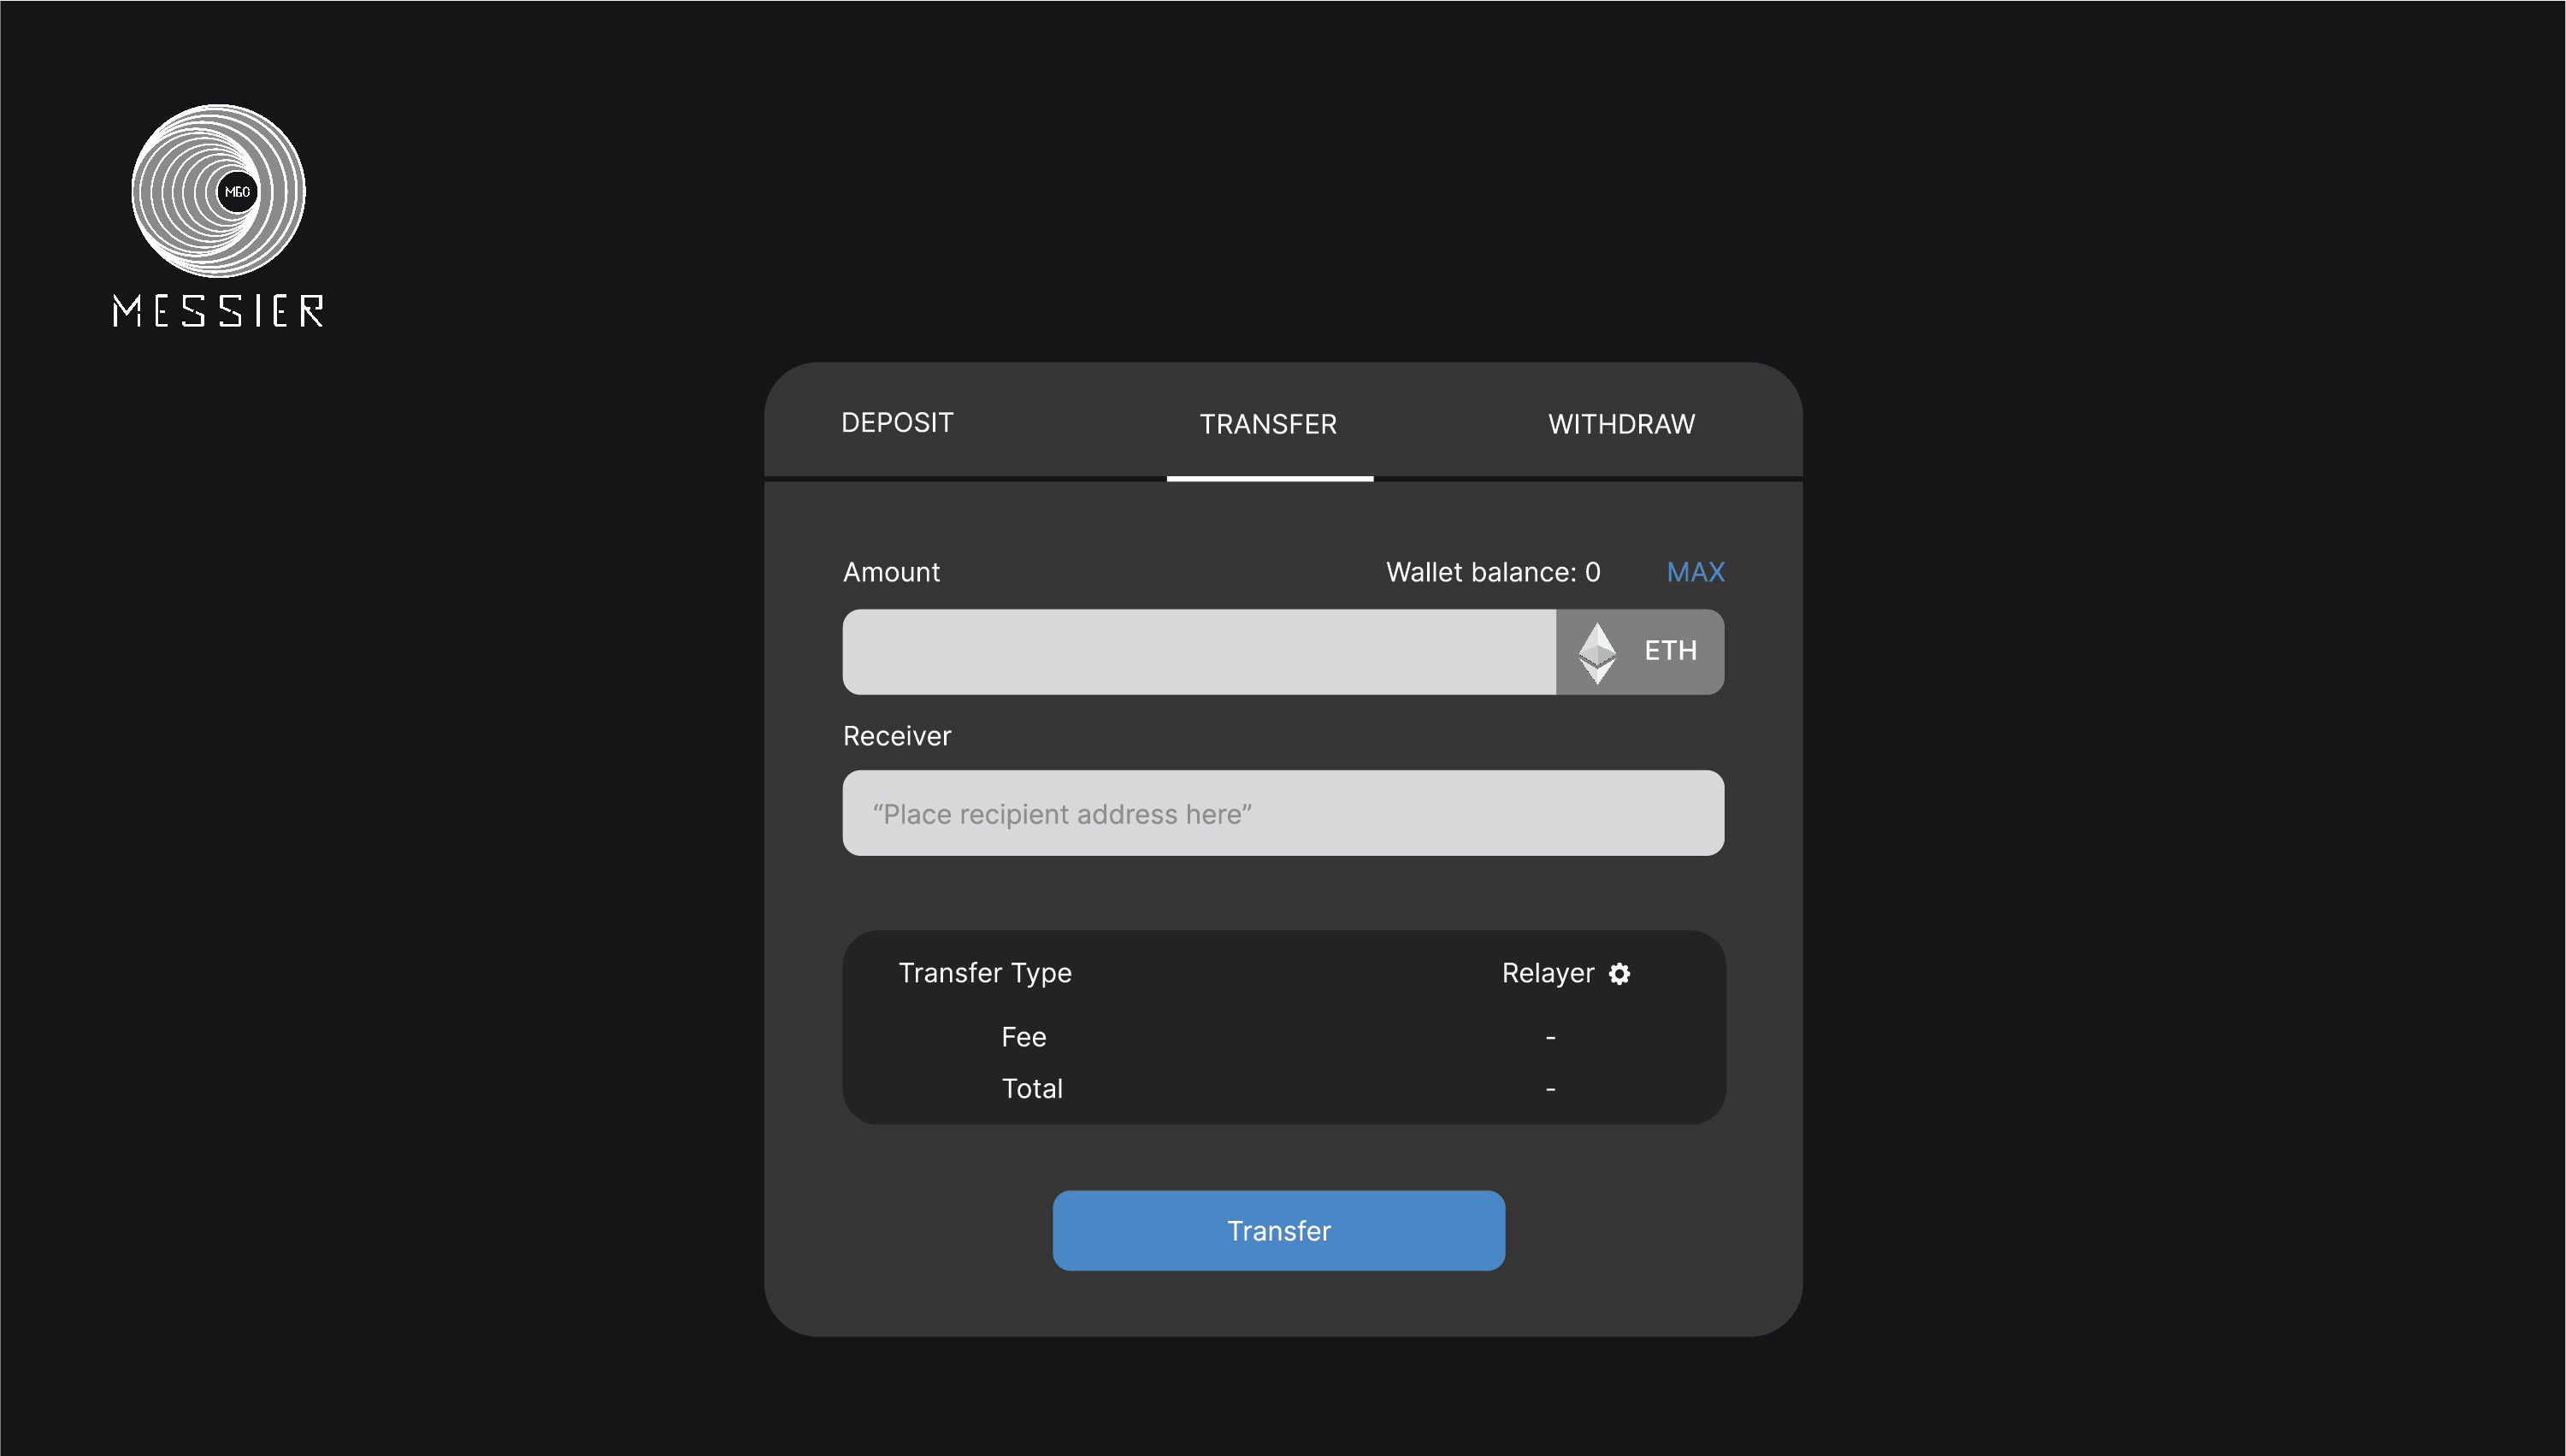 MESSIER
DEPOSIT TRANSFER WITHDRAW
Amount Wallet balance: 0 MAX
ETH
Receiver
“Place recipient address here”
Transfer Type Relayer
Fee -
Total -
Transfer